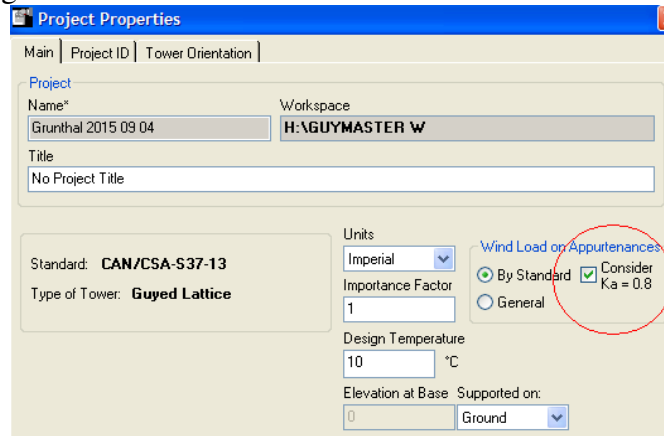 Project Properties
Main Project ID Tower Orientation
Project
Name* Workspace
Grunthal 2015 09 04 H:\GUYMASTER W
Title
No Project Title
Standard: CAN/CSA-S37-13
Type of Tower: Guyed Lattice
Units
Imperial
Importance Factor
1
Design Temperature
10 °C
Elevation at Base Supported on:
0 Ground
Wind Load on Appurtenances
By Standard Consider
Ka = 0.8
General